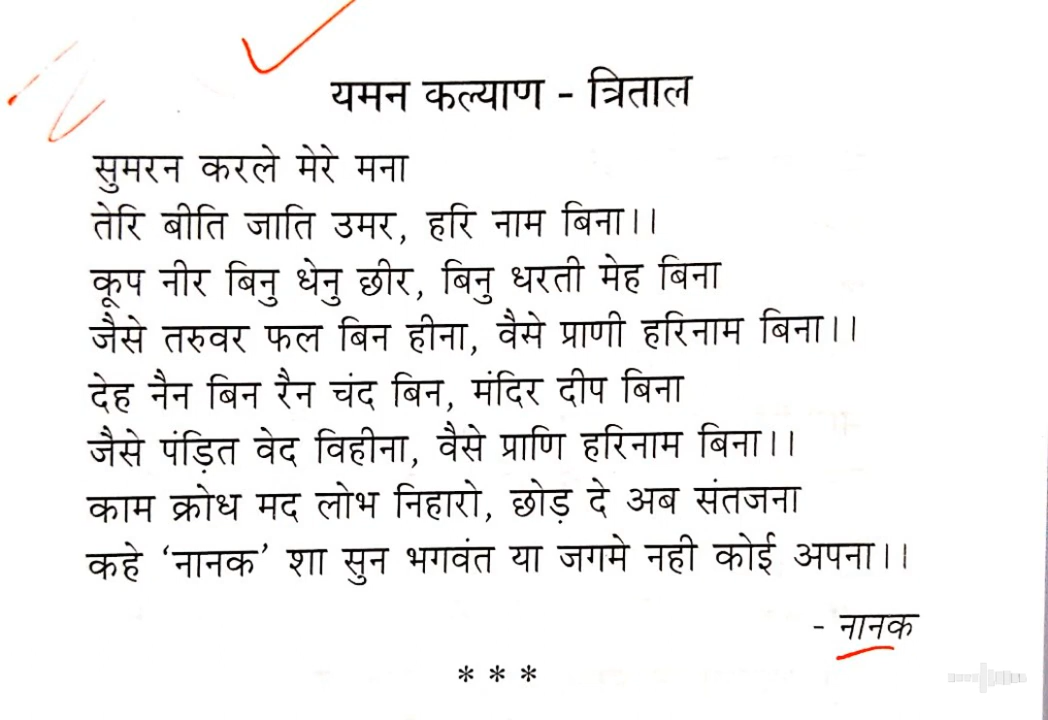 यमन कल्याण - त्रिताल
सुमरन करले मेरे मना
तेरि बीति जाति उमर, हरि नाम बिना।।
कूप नीर बिनु धेनु छीर, बिनु धरती मेह बिना
जैसे तरुवर फल बिन हीना, वैसे प्राणी हरिनाम बिना।।
देह नैन बिन रैन चंद बिन, मंदिर दीप बिना
जैसे पंड़ित वेद विहीना, वैसे प्राणि हरिनाम बिना।।
काम क्रोध मद लोभ निहारो, छोड़ दे अब संतजना
कहे ‘नानक’ शा सुन भगवंत या जगमे नही कोई अपना।।
- नानक
* * *